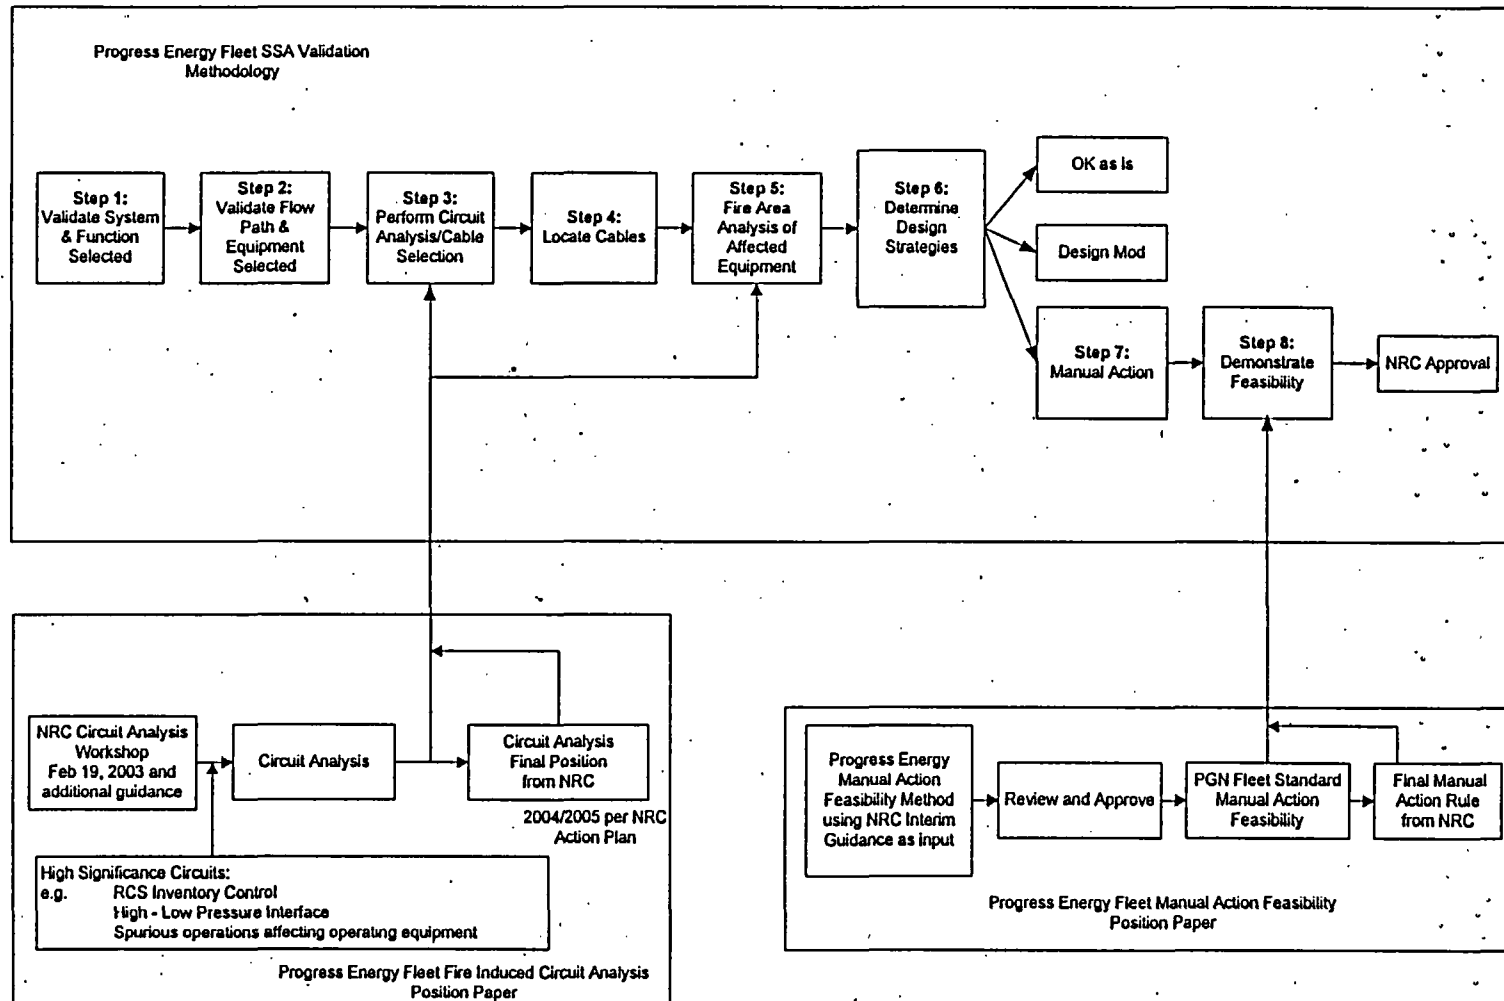 Progress Energy Fleet SSA Validation
Methodology
Step 1:
Validate System
& Function
Selected
Step 2:
Validate Flow
Path &
Equipment
Selected
Step 3:
Perform Circuit
Analysis/Cable
Selection
Step 4:
Locate Cables
Step 5:
Fire Area
Analysis of
Affected
Equipment
Step 6:
Determine
Design
Strategies
OK as Is
Design Mod
Step 7:
Manual Action
Step 8:
Demonstrate
Feasibility
NRC Approval
NRC Circuit Analysis
Workshop
Feb 19, 2003 and
additional guidance
Circuit Analysis
Circuit Analysis
Final Position
from NRC
2004/2005 per NRC
Action Plan
High Significance Circuits:
e.g. RCS Inventory Control
High - Low Pressure Interface
Spurious operations affecting operating equipment
Progress Energy Fleet Fire Induced Circuit Analysis
Position Paper
Progress Energy
Manual Action
Feasibility Method
using NRC Interim
Guidance as input
Review and Approve
PGN Fleet Standard
Manual Action
Feasibility
Final Manual
Action Rule
from NRC
Progress Energy Fleet Manual Action Feasibility
Position Paper